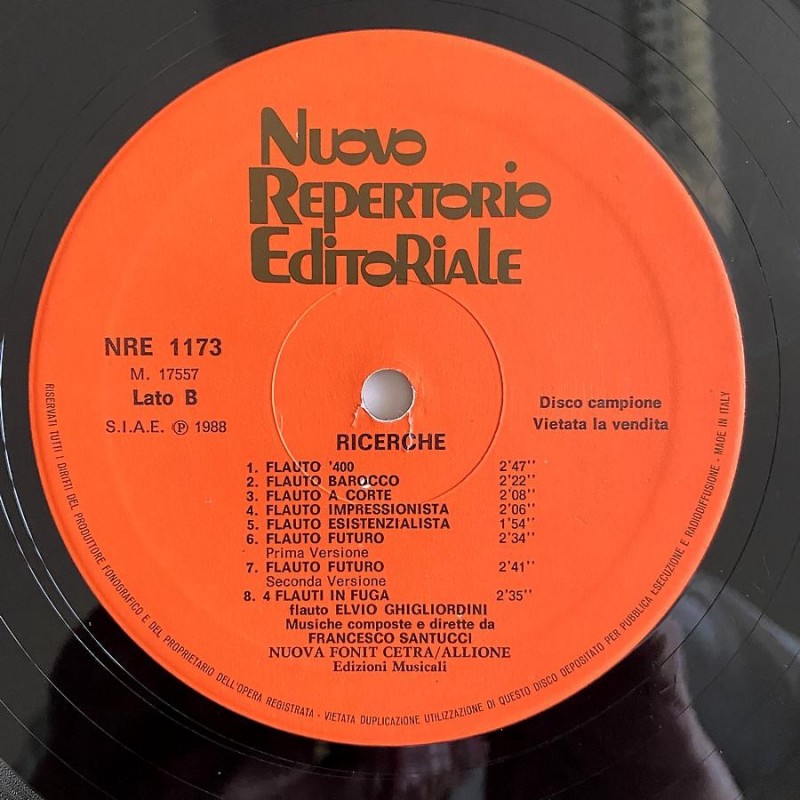 Nuovo
Repertorio
Editoriale
NRE 1173
M. 17557
Lato B
S.I.A.E. Ⓟ 1988
Disco campione
Vietata la vendita
RICERCHE
1. FLAUTO '400 2'47''
2. FLAUTO BAROCCO 2'22''
3. FLAUTO A CORTE 2'08''
4. FLAUTO IMPRESSIONISTA 2'06''
5. FLAUTO ESISTENZIALISTA 1'54''
6. FLAUTO FUTURO 2'34''
Prima Versione
7. FLAUTO FUTURO 2'41''
Seconda Versione
8. 4 FLAUTI IN FUGA 2'35''
flauto ELVIO GHIGLIORDINI
Musiche composte e dirette da
FRANCESCO SANTUCCI
NUOVA FONIT CETRA/ALLIONE
Edizioni Musicali
RISERVATI TUTTI I DIRITTI DEL PRODUTTORE FONOGRAFICO E DEL PROPRIETARIO DELL'OPERA REGISTRATA - VIETATA DUPLICAZIONE UTILIZZAZIONE DI QUESTO DISCO DEPOSITATO PER PUBBLICA ESECUZIONE E RADIODIFFUSIONE - MADE IN ITALY